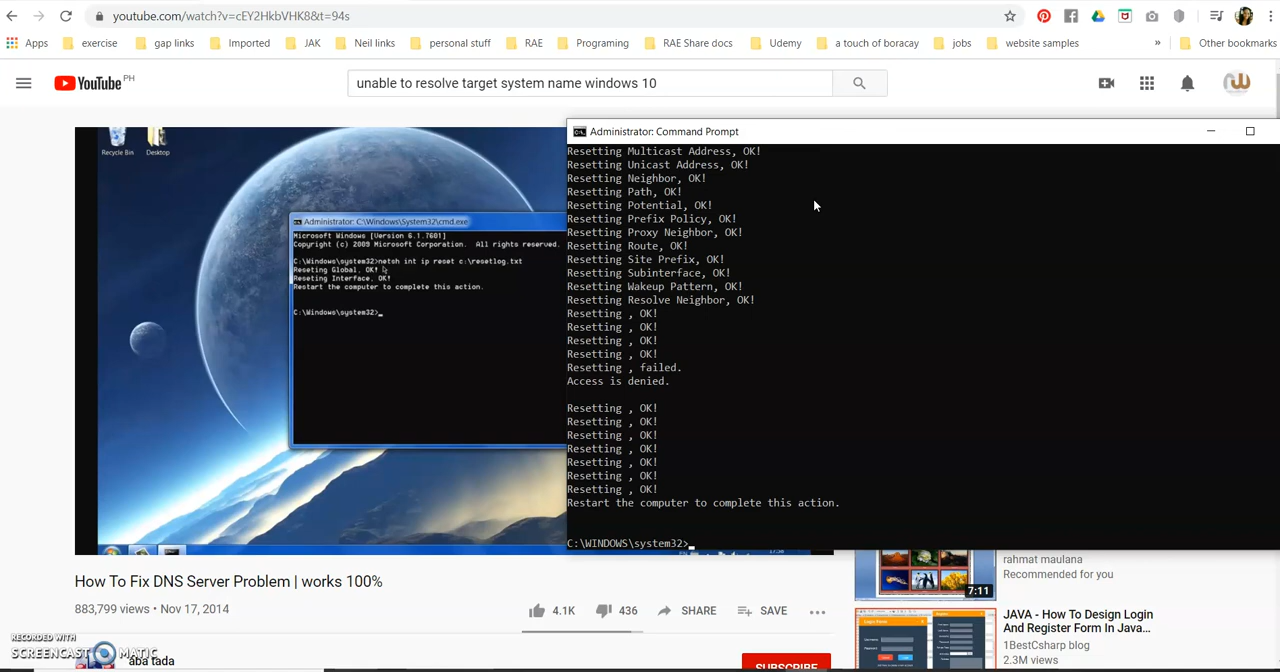 youtube.com/watch?v=cEY2HkbVHK8&t=94s
Apps exercise gap links Imported JAK Neil links personal stuff RAE Programing RAE Share docs Udemy a touch of boracay jobs website samples » Other bookmarks
YouTube PH
unable to resolve target system name windows 10
Recycle Bin Desktop
Administrator: C:\Windows\System32\cmd.exe
Microsoft Windows [Version 6.1.7601]
Copyright (c) 2009 Microsoft Corporation. All rights reserved.
C:\Windows\system32>netsh int ip reset c:\resetlog.txt
Reseting Global, OK!
Reseting Interface, OK!
Restart the computer to complete this action.
C:\Windows\system32>_
Administrator: Command Prompt
Resetting Multicast Address, OK!
Resetting Unicast Address, OK!
Resetting Neighbor, OK!
Resetting Path, OK!
Resetting Potential, OK!
Resetting Prefix Policy, OK!
Resetting Proxy Neighbor, OK!
Resetting Route, OK!
Resetting Site Prefix, OK!
Resetting Subinterface, OK!
Resetting Wakeup Pattern, OK!
Resetting Resolve Neighbor, OK!
Resetting , OK!
Resetting , OK!
Resetting , OK!
Resetting , OK!
Resetting , failed.
Access is denied.
Resetting , OK!
Resetting , OK!
Resetting , OK!
Resetting , OK!
Resetting , OK!
Resetting , OK!
Resetting , OK!
Restart the computer to complete this action.
C:\WINDOWS\system32>_
How To Fix DNS Server Problem | works 100%
883,799 views • Nov 17, 2014
4.1K 436 SHARE SAVE
aba tada
SUBSCRIBE
7:11
rahmat maulana
Recommended for you
JAVA - How To Design Login
And Register Form In Java...
1BestCsharp blog
2.3M views
RECORDED WITH
SCREENCAST MATIC